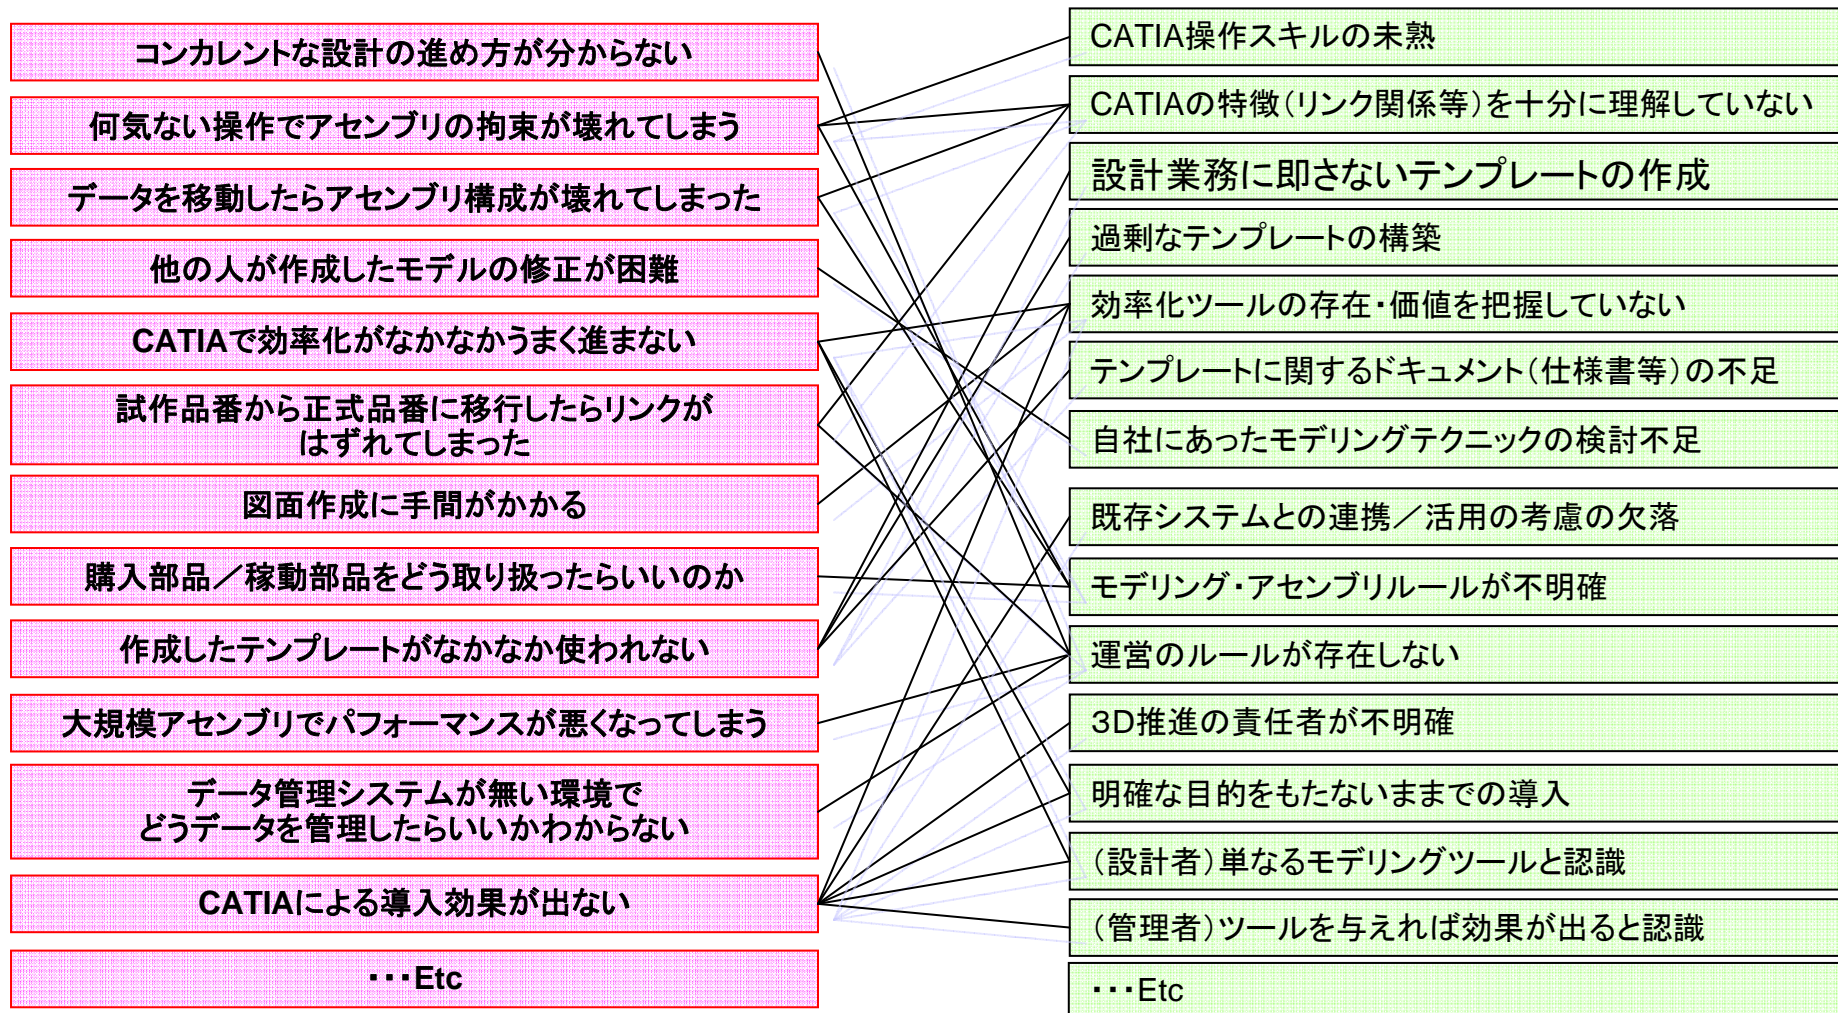 コンカレントな設計の進め方が分からない
何気ない操作でアセンブリの拘束が壊れてしまう
データを移動したらアセンブリ構成が壊れてしまった
他の人が作成したモデルの修正が困難
CATIAで効率化がなかなかうまく進まない
試作品番から正式品番に移行したらリンクが
はずれてしまった
図面作成に手間がかかる
購入部品／稼動部品をどう取り扱ったらいいのか
作成したテンプレートがなかなか使われない
大規模アセンブリでパフォーマンスが悪くなってしまう
データ管理システムが無い環境で
どうデータを管理したらいいかわからない
CATIAによる導入効果が出ない
・・・Etc
CATIA操作スキルの未熟
CATIAの特徴（リンク関係等）を十分に理解していない
設計業務に即さないテンプレートの作成
過剰なテンプレートの構築
効率化ツールの存在・価値を把握していない
テンプレートに関するドキュメント（仕様書等）の不足
自社にあったモデリングテクニックの検討不足
既存システムとの連携／活用の考慮の欠落
モデリング・アセンブリルールが不明確
運営のルールが存在しない
3D推進の責任者が不明確
明確な目的をもたないままでの導入
（設計者）単なるモデリングツールと認識
（管理者）ツールを与えれば効果が出ると認識
・・・Etc